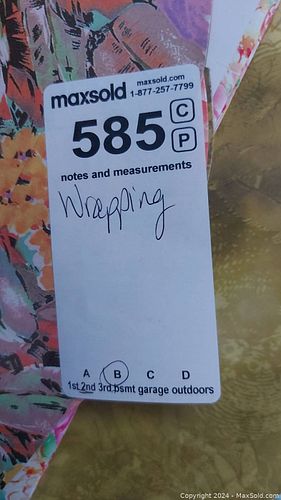 maxsold maxsold.com
1-877-257-7799
585 C
P
notes and measurements
Wrapping
A B C D
1st 2nd 3rd bsmt garage outdoors
Copyright 2024 - MaxSold.com